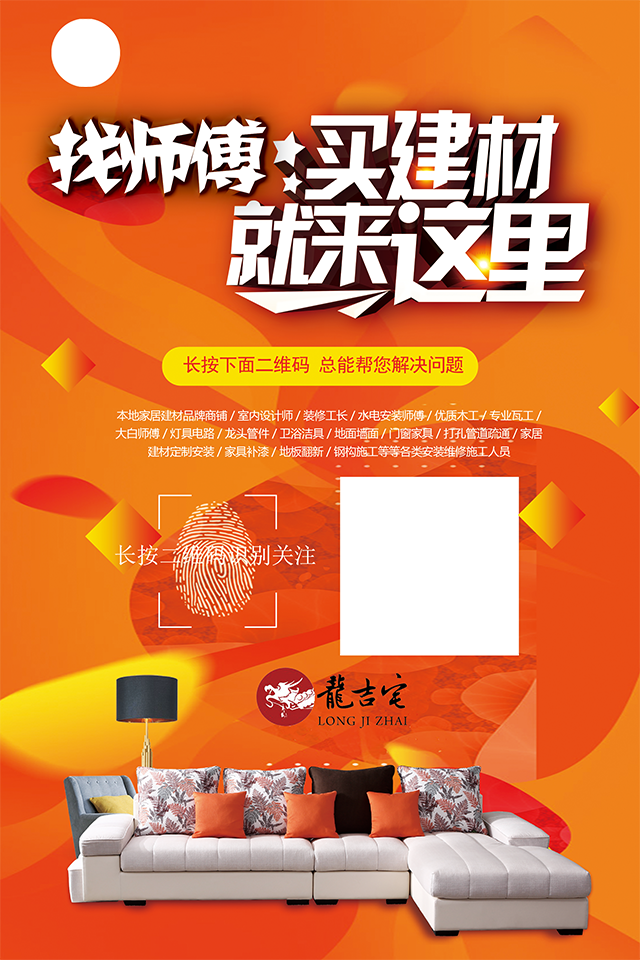 找师傅 买建材
就来这里
长按下面二维码 总能帮您解决问题
本地家居建材品牌商铺 / 室内设计师 / 装修工长 / 水电安装师傅 / 优质木工 / 专业瓦工 /
大白师傅 / 灯具电路 / 龙头管件 / 卫浴洁具 / 地面墙面 / 门窗家具 / 打孔管道疏通 / 家居
建材定制安装 / 家具补漆 / 地板翻新 / 钢构施工等等各类安装维修施工人员
长按二维码识别关注
龍吉宅
LONG JI ZHAI